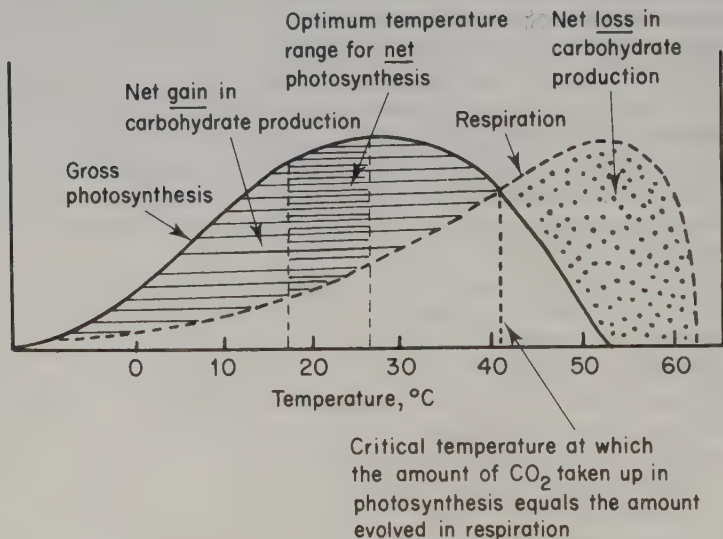 Optimum temperature
range for net
photosynthesis
Net loss in
carbohydrate
production
Net gain in
carbohydrate production
Respiration
Gross
photosynthesis
0 10 20 30 40 50 60
Temperature, °C
Critical temperature at which
the amount of CO₂ taken up in
photosynthesis equals the amount
evolved in respiration